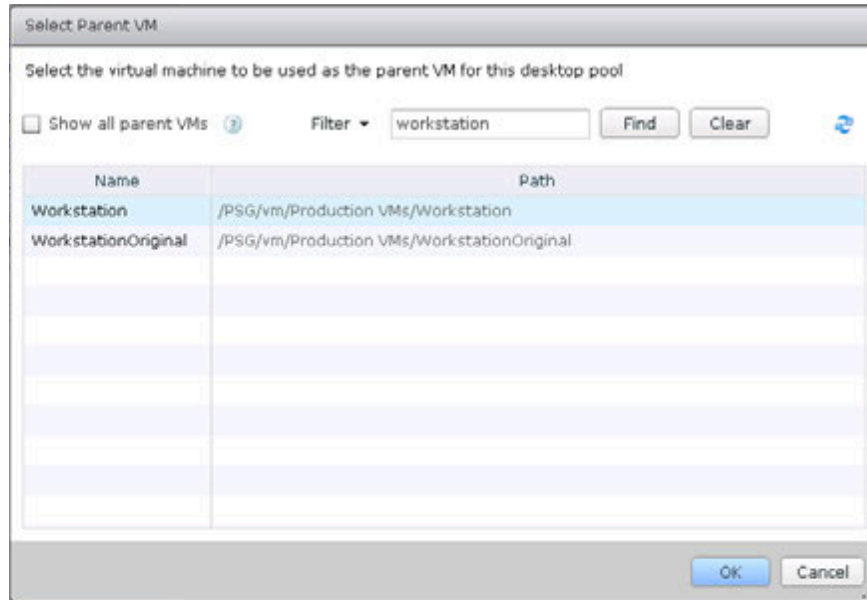 Select Parent VM
Select the virtual machine to be used as the parent VM for this desktop pool
Show all parent VMs ? Filter workstation Find Clear
Name Path
Workstation /PSG/vm/Production VMs/Workstation
WorkstationOriginal /PSG/vm/Production VMs/WorkstationOriginal
OK Cancel